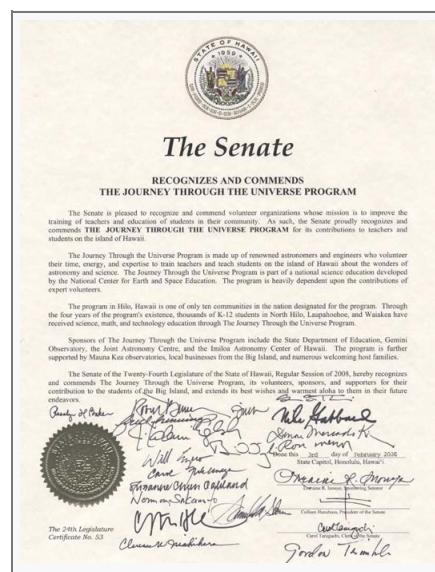 STATE OF HAWAII
1959
The Senate
RECOGNIZES AND COMMENDS
THE JOURNEY THROUGH THE UNIVERSE PROGRAM
The Senate is pleased to recognize and commend volunteer organizations whose mission is to improve the
training of teachers and education of students in their community. As such, the Senate proudly recognizes and
commends THE JOURNEY THROUGH THE UNIVERSE PROGRAM for its contributions to teachers and
students on the island of Hawaii.
The Journey Through the Universe Program is made up of renowned astronomers and engineers who volunteer
their time, energy, and expertise to train teachers and teach students on the island of Hawaii about the wonders of
astronomy and science. The Journey Through the Universe Program is part of a national science education developed
by the National Center for Earth and Space Education. The program is heavily dependent upon the contributions of
expert volunteers.
The program in Hilo, Hawaii is one of only ten communities in the nation designated for the program. Through
the four years of the program's existence, thousands of K-12 students in North Hilo, Laupahoehoe, and Waiakea have
received science, math, and technology education through The Journey Through the Universe Program.
Sponsors of The Journey Through the Universe Program include the State Department of Education, Gemini
Observatory, the Joint Astronomy Centre, and the Imiloa Astronomy Center of Hawaii. The program is further
supported by Mauna Kea observatories, local businesses from the Big Island, and numerous welcoming host families.
The Senate of the Twenty-Fourth Legislature of the State of Hawaii, Regular Session of 2008, hereby recognizes
and commends The Journey Through the Universe Program, its volunteers, sponsors, and supporters for their
contribution to the students of the Big Island, and extends its best wishes and warmest aloha to them in their future
endeavors.
Mike Gabbard
Ron Menor
Done this 3rd day of February 2008
State Capitol, Honolulu, Hawai'i
Will Espero
Suzanne Chun Oakland
Norman Sakamoto
Colleen Hanabusa, President of the Senate
Carol Taniguchi, Clerk of the Senate
The 24th Legislature
Certificate No. 53
Clarence K. Nishihara
Gordon Trimble